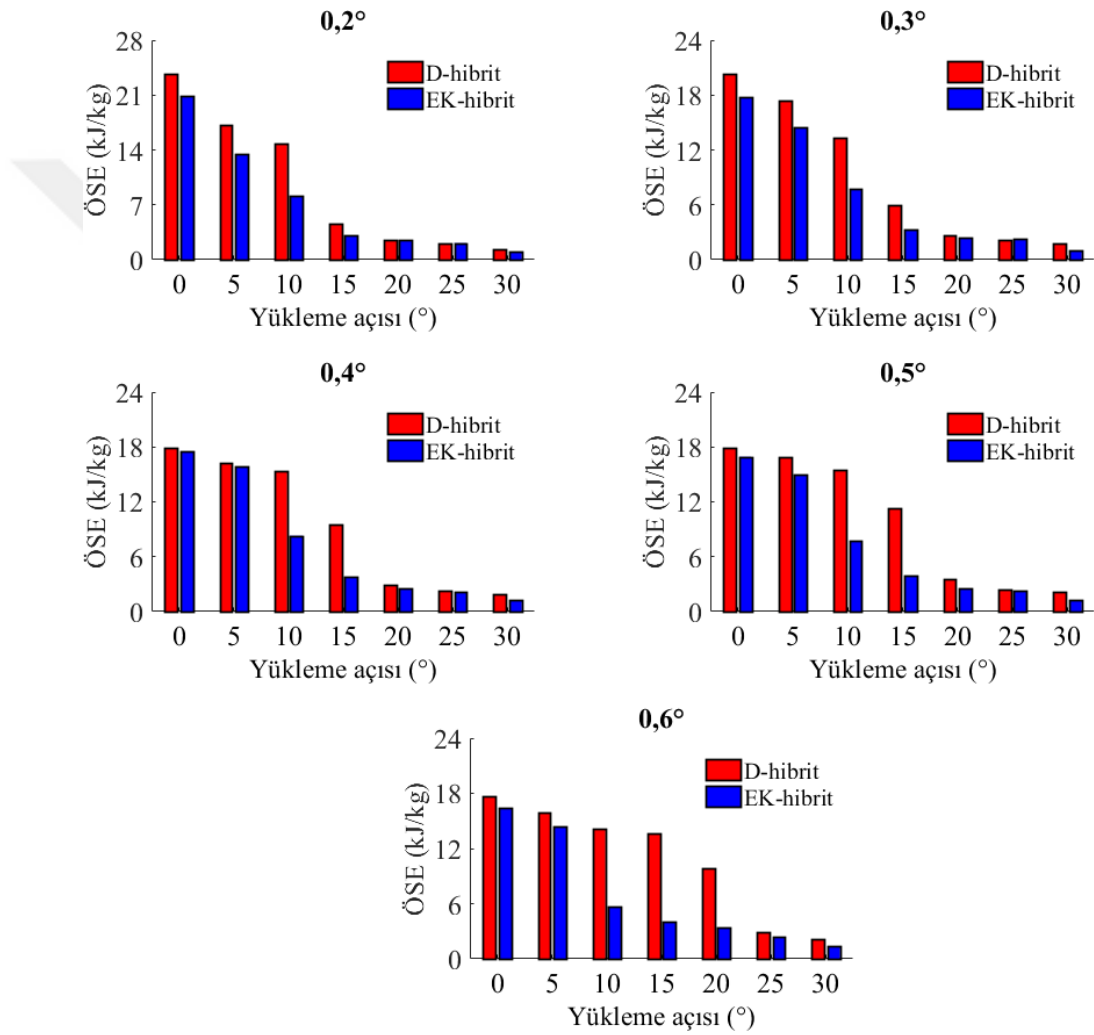 0,2°
28
21
14
7
0
ÖSE (kJ/kg)
D-hibrit
EK-hibrit
0 5 10 15 20 25 30
Yükleme açısı (°)
0,3°
24
18
12
6
0
ÖSE (kJ/kg)
D-hibrit
EK-hibrit
0 5 10 15 20 25 30
Yükleme açısı (°)
0,4°
24
18
12
6
0
ÖSE (kJ/kg)
D-hibrit
EK-hibrit
0 5 10 15 20 25 30
Yükleme açısı (°)
0,5°
24
18
12
6
0
ÖSE (kJ/kg)
D-hibrit
EK-hibrit
0 5 10 15 20 25 30
Yükleme açısı (°)
0,6°
24
18
12
6
0
ÖSE (kJ/kg)
D-hibrit
EK-hibrit
0 5 10 15 20 25 30
Yükleme açısı (°)